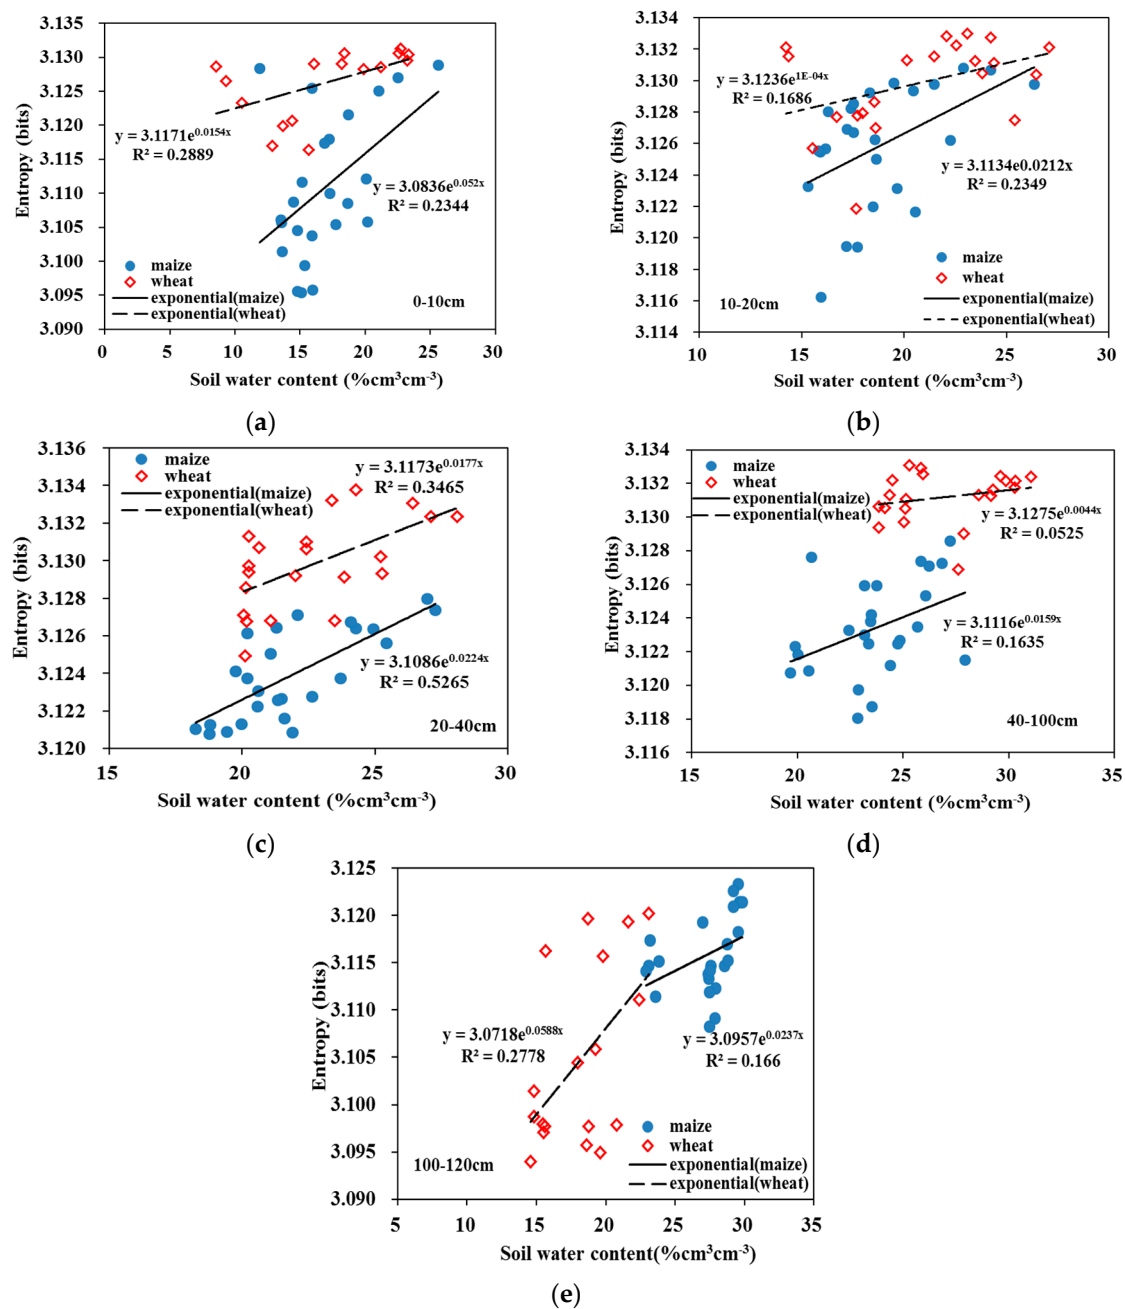 3.135
3.130
3.125
3.120
3.115
3.110
3.105
3.100
3.095
3.090
Entropy (bits)
y = 3.1171e^0.0154x
R² = 0.2889
y = 3.0836e^0.052x
R² = 0.2344
maize
wheat
exponential(maize)
exponential(wheat)
0-10cm
0 5 10 15 20 25 30
Soil water content (%cm³cm⁻³)
(a)
3.134
3.132
3.130
3.128
3.126
3.124
3.122
3.120
3.118
3.116
3.114
Entropy (bits)
y = 3.1236e^1E-04x
R² = 0.1686
y = 3.1134e0.0212x
R² = 0.2349
maize
wheat
exponential(maize)
exponential(wheat)
10-20cm
10 15 20 25 30
Soil water content (%cm³cm⁻³)
(b)
3.136
3.134
3.132
3.130
3.128
3.126
3.124
3.122
3.120
Entropy (bits)
maize
wheat
exponential(maize)
exponential(wheat)
y = 3.1173e^0.0177x
R² = 0.3465
y = 3.1086e^0.0224x
R² = 0.5265
20-40cm
15 20 25 30
Soil water content (%cm³cm⁻³)
(c)
3.134
3.132
3.130
3.128
3.126
3.124
3.122
3.120
3.118
3.116
Entropy (bits)
maize
wheat
exponential(maize)
exponential(wheat)
y = 3.1275e^0.0044x
R² = 0.0525
y = 3.1116e^0.0159x
R² = 0.1635
40-100cm
15 20 25 30 35
Soil water content (%cm³cm⁻³)
(d)
3.125
3.120
3.115
3.110
3.105
3.100
3.095
3.090
Entropy (bits)
y = 3.0718e^0.0588x
R² = 0.2778
y = 3.0957e^0.0237x
R² = 0.166
maize
wheat
exponential(maize)
exponential(wheat)
100-120cm
5 10 15 20 25 30 35
Soil water content(%cm³cm⁻³)
(e)